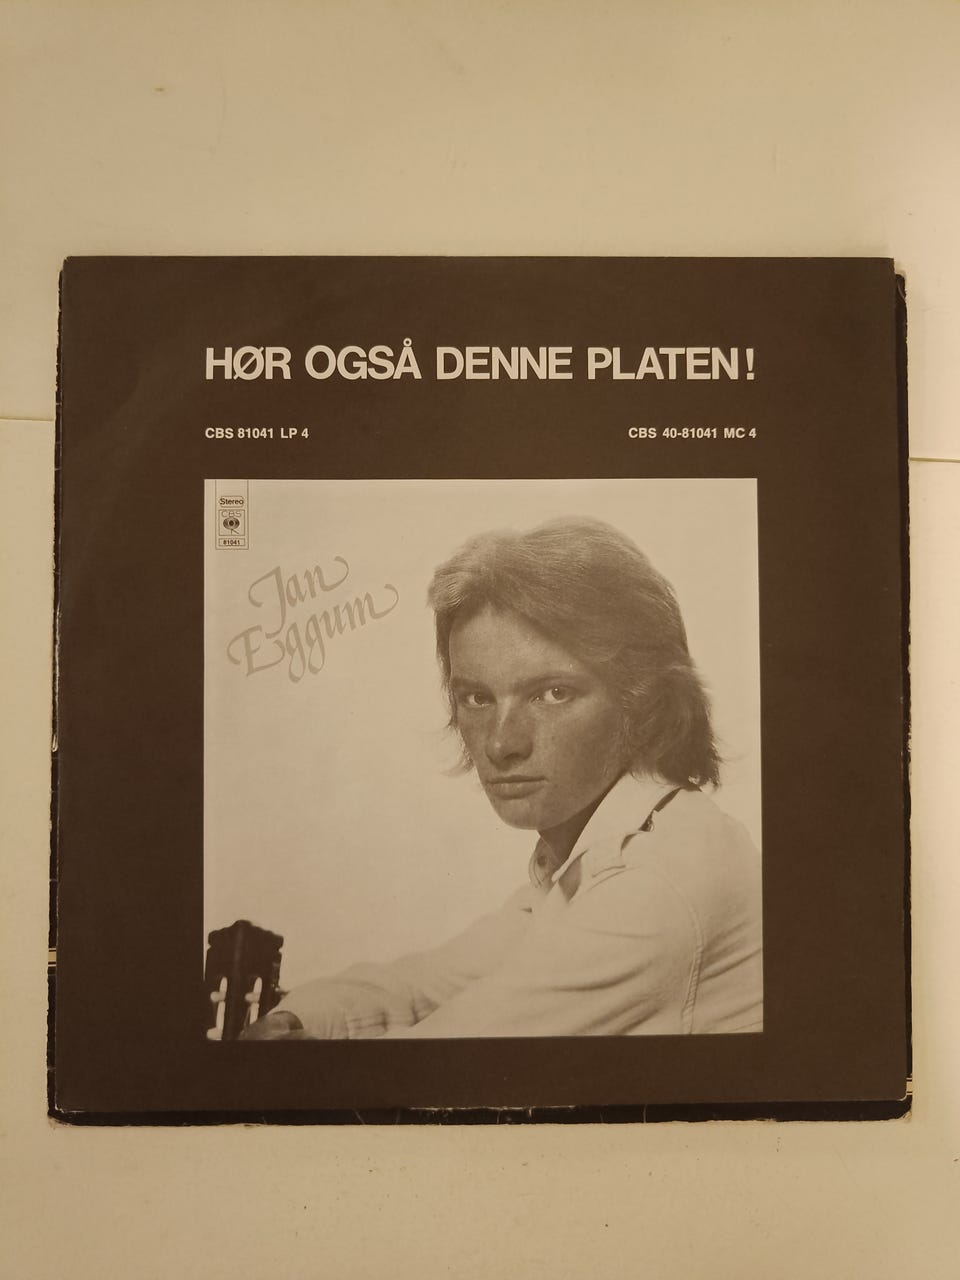 HØR OGSÅ DENNE PLATEN!
CBS 81041 LP 4
CBS 40-81041 MC 4
Stereo
CBS
81041
Jan
Eggum